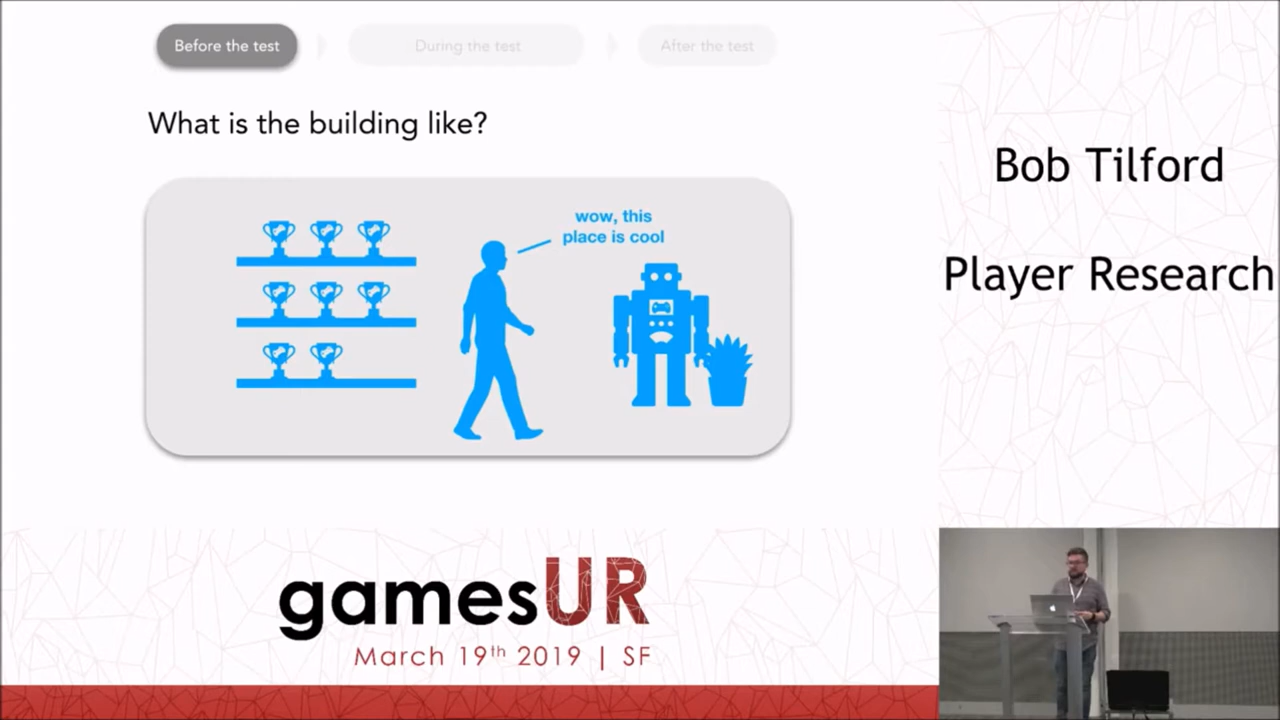 Before the test
During the test
After the test
What is the building like?
wow, this
place is cool
Bob Tilford
Player Research
gamesUR
March 19th 2019 | SF